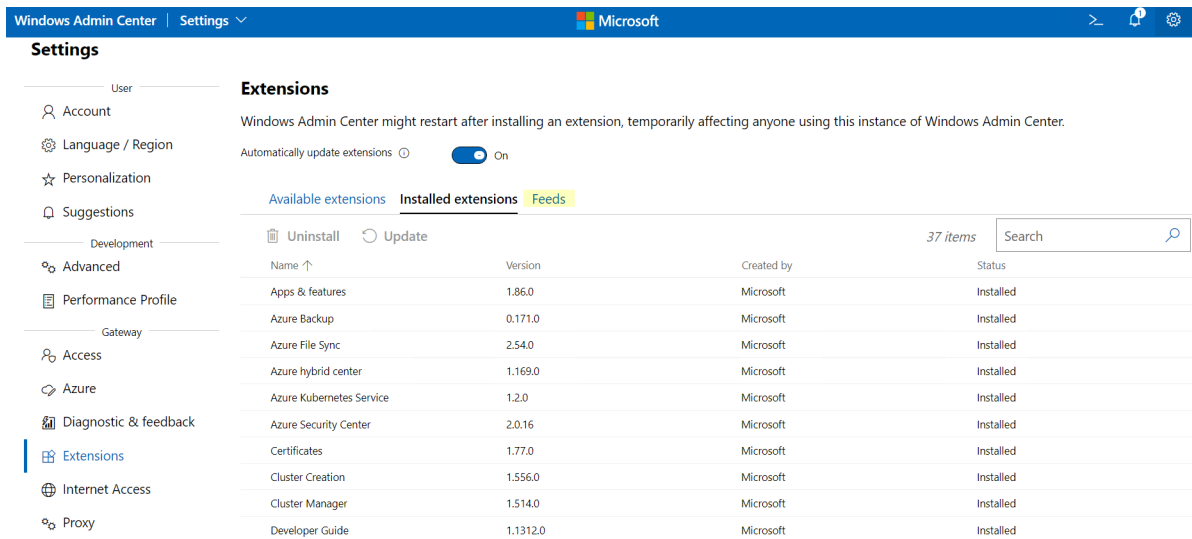 Windows Admin Center | Settings
Microsoft
1
Settings
User
Account
Language / Region
Personalization
Suggestions
Development
Advanced
Performance Profile
Gateway
Access
Azure
Diagnostic & feedback
Extensions
Internet Access
Proxy
Extensions
Windows Admin Center might restart after installing an extension, temporarily affecting anyone using this instance of Windows Admin Center.
Automatically update extensions On
Available extensions Installed extensions Feeds
Uninstall Update 37 items Search
Name Version Created by Status
Apps & features 1.86.0 Microsoft Installed
Azure Backup 0.171.0 Microsoft Installed
Azure File Sync 2.54.0 Microsoft Installed
Azure hybrid center 1.169.0 Microsoft Installed
Azure Kubernetes Service 1.2.0 Microsoft Installed
Azure Security Center 2.0.16 Microsoft Installed
Certificates 1.77.0 Microsoft Installed
Cluster Creation 1.556.0 Microsoft Installed
Cluster Manager 1.514.0 Microsoft Installed
Developer Guide 1.1312.0 Microsoft Installed